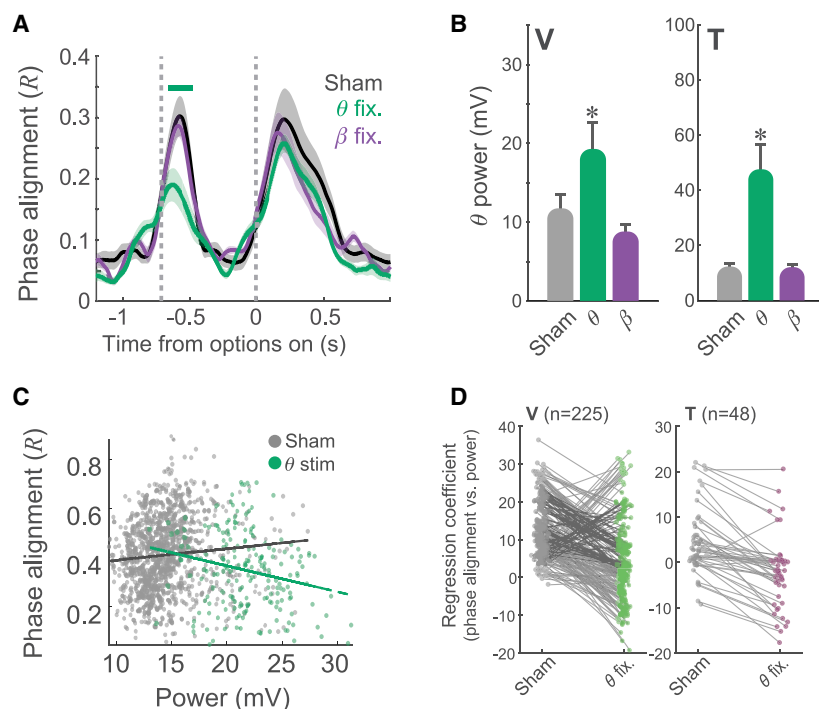 A
Phase alignment (R)
0.4
0.3
0.2
0.1
0
Sham
θ fix.
β fix.
-1 -0.5 0 0.5
Time from options on (s)
B
V
θ power (mV)
30
20
10
0
Sham θ β
T
100
80
60
40
20
0
*
*
Sham θ β
C
Phase alignment (R)
0.8
0.6
0.4
0.2
Sham
θ stim
10 15 20 25 30
Power (mV)
D
V (n=225)
Regression coefficient
(phase alignment vs. power)
40
30
20
10
0
-10
-20
Sham θ fix.
T (n=48)
30
20
10
0
-10
-20
Sham θ fix.